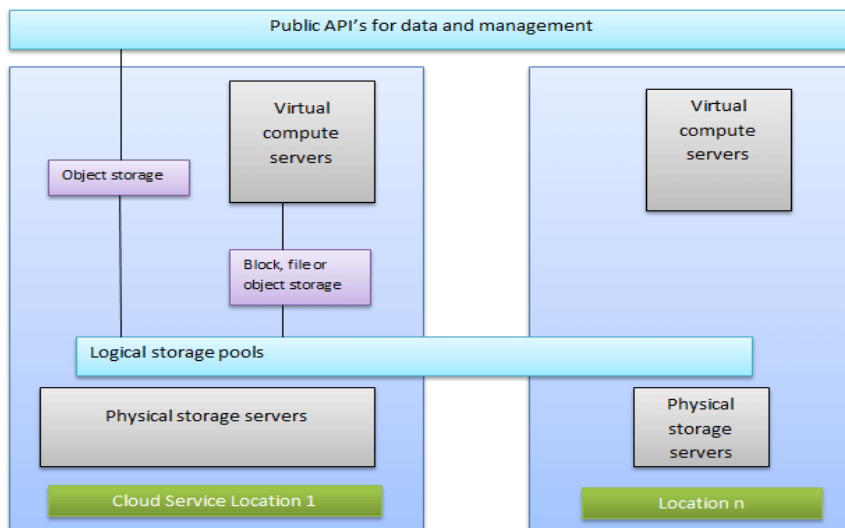 Public API's for data and management
Virtual
compute
servers
Object storage
Block, file or
object storage
Virtual
compute
servers
Logical storage pools
Physical storage servers
Physical
storage
servers
Cloud Service Location 1
Location n